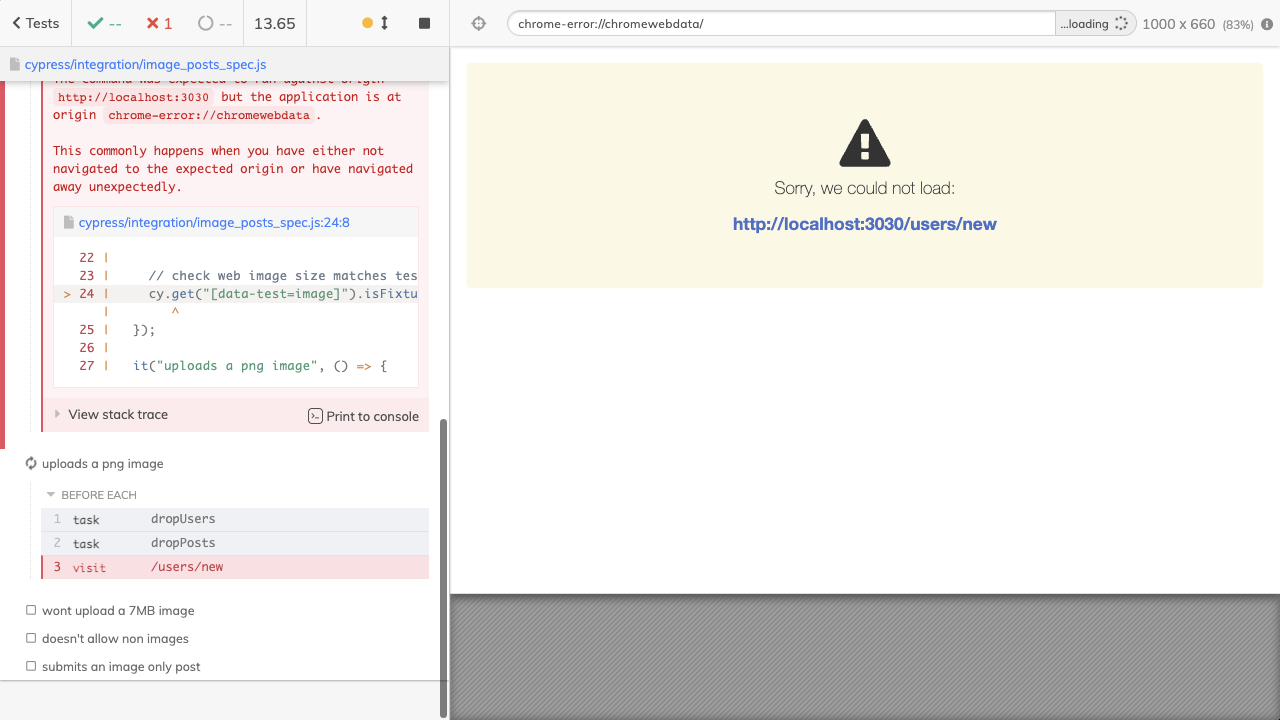 Tests
--
1
--
13.65
chrome-error://chromewebdata/
...loading
1000 x 660 (83%)
cypress/integration/image_posts_spec.js
The command was expected to run against origin
http://localhost:3030 but the application is at
origin chrome-error://chromewebdata.
This commonly happens when you have either not
navigated to the expected origin or have navigated
away unexpectedly.
cypress/integration/image_posts_spec.js:24:8
22 |
23 | // check web image size matches tes
> 24 | cy.get("[data-test=image]").isFixtu
| ^
25 | });
26 |
27 | it("uploads a png image", () => {
View stack trace
Print to console
uploads a png image
BEFORE EACH
1 task dropUsers
2 task dropPosts
3 visit /users/new
wont upload a 7MB image
doesn't allow non images
submits an image only post
Sorry, we could not load:
http://localhost:3030/users/new